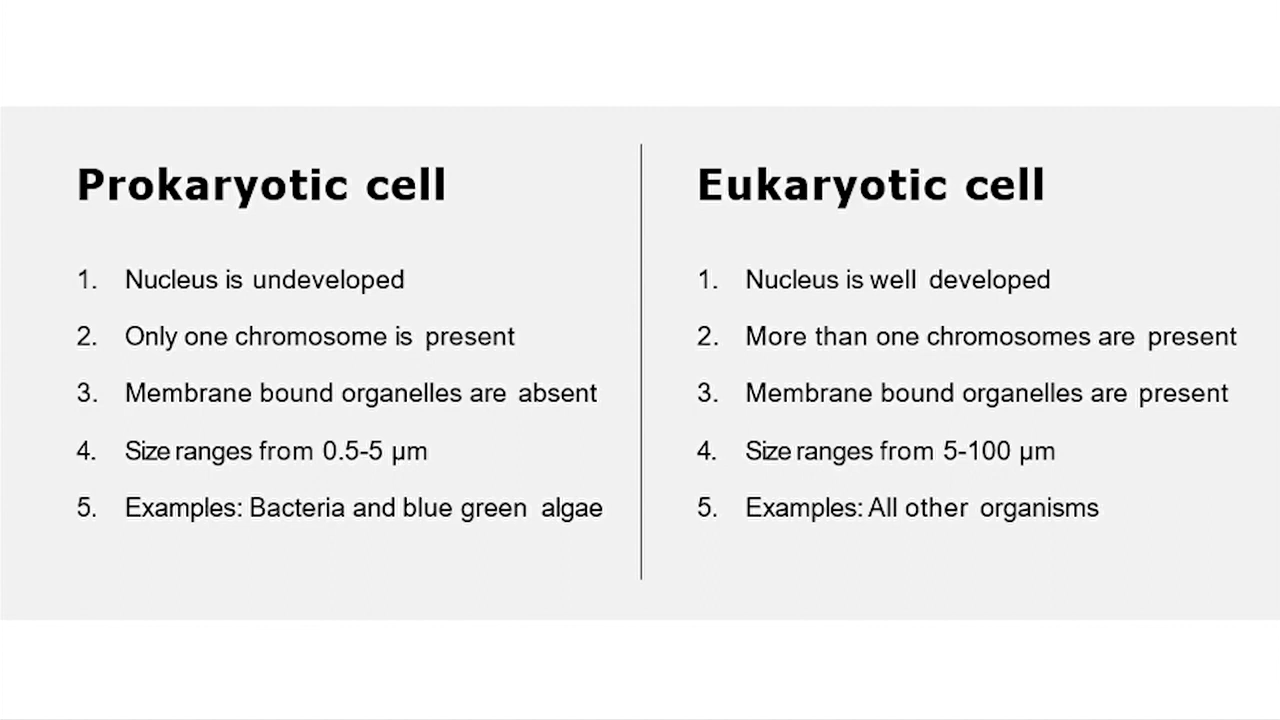 Prokaryotic cell
1. Nucleus is undeveloped
2. Only one chromosome is present
3. Membrane bound organelles are absent
4. Size ranges from 0.5-5 µm
5. Examples: Bacteria and blue green algae
Eukaryotic cell
1. Nucleus is well developed
2. More than one chromosomes are present
3. Membrane bound organelles are present
4. Size ranges from 5-100 µm
5. Examples: All other organisms